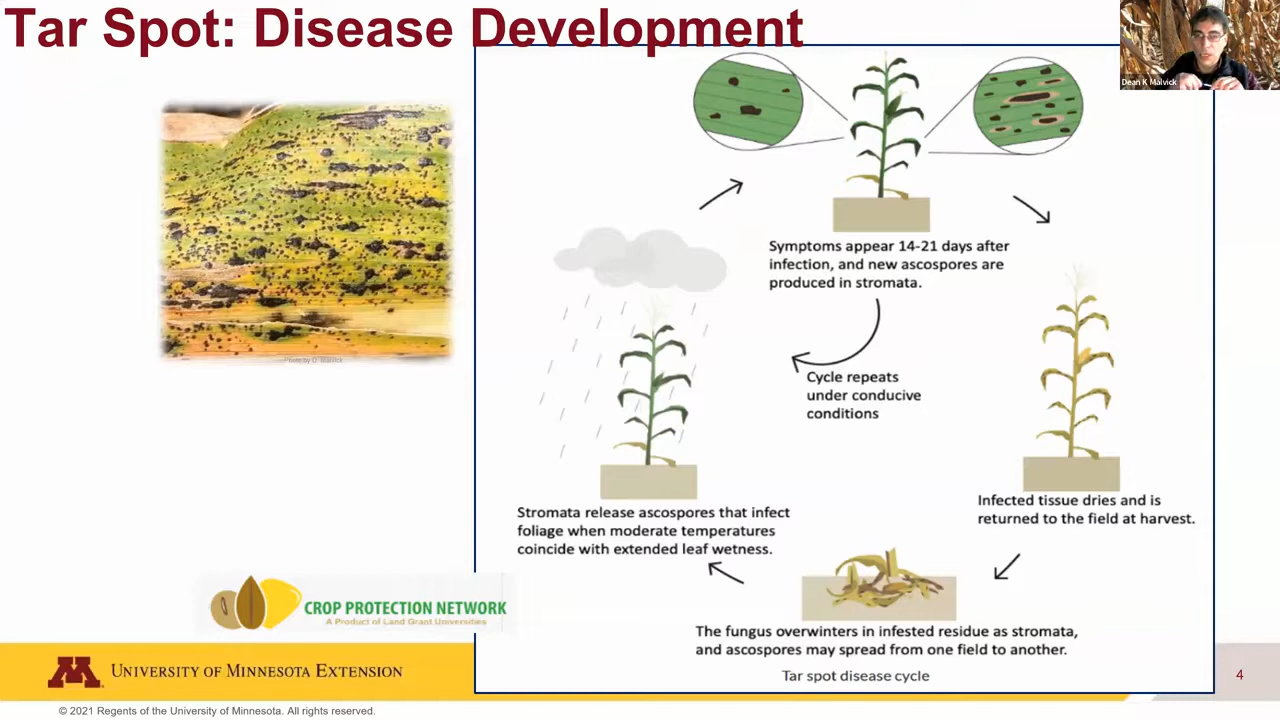 Tar Spot: Disease Development
Dean K Malvick
Photo by D. Malvick
Symptoms appear 14-21 days after
infection, and new ascospores are
produced in stromata.
Cycle repeats
under conducive
conditions
Infected tissue dries and is
returned to the field at harvest.
Stromata release ascospores that infect
foliage when moderate temperatures
coincide with extended leaf wetness.
The fungus overwinters in infested residue as stromata,
and ascospores may spread from one field to another.
Tar spot disease cycle
CROP PROTECTION NETWORK
A Product of Land Grant Universities
M
UNIVERSITY OF MINNESOTA EXTENSION
4
© 2021 Regents of the University of Minnesota. All rights reserved.